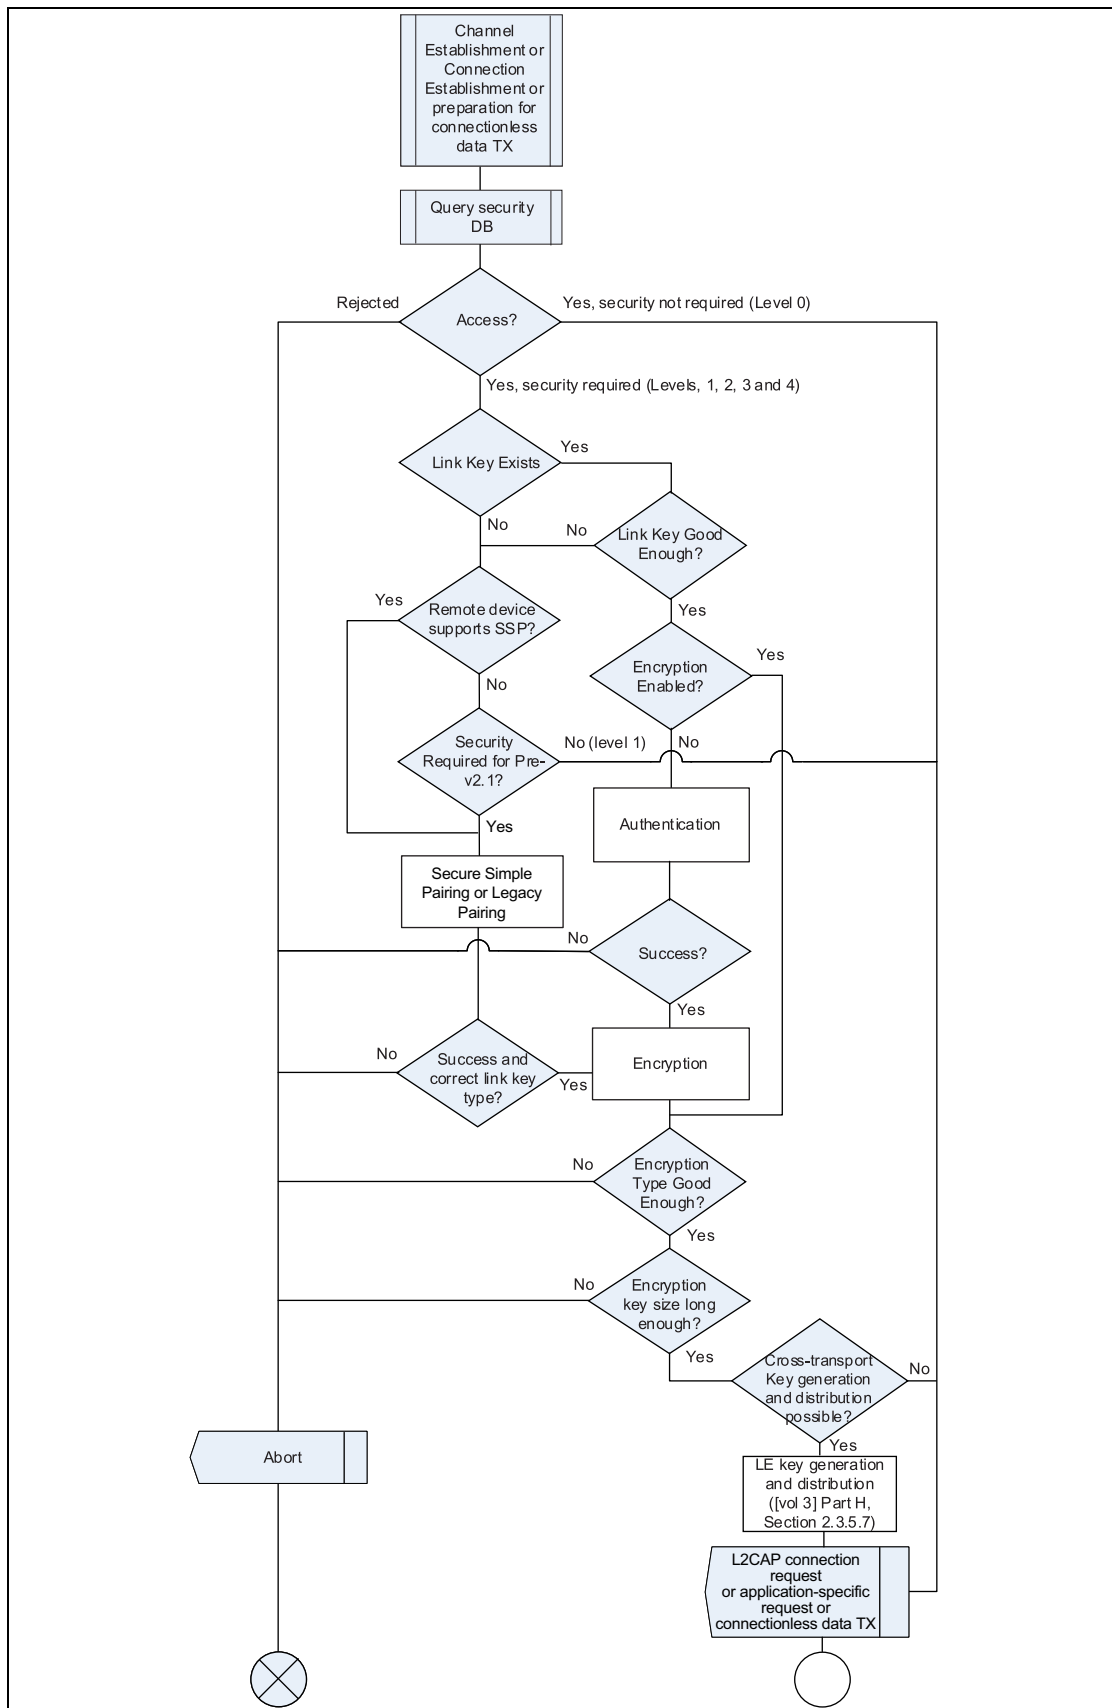 Channel
Establishment or
Connection
Establishment or
preparation for
connectionless
data TX
Query security
DB
Rejected
Yes, security not required (Level 0)
Access?
Yes, security required (Levels, 1, 2, 3 and 4)
Yes
Link Key Exists
No
No
Link Key Good
Enough?
Yes
Remote device
supports SSP?
Yes
Yes
Encryption
Enabled?
No
Security
Required for Pre-
v2.1?
No (level 1)
No
Yes
Authentication
Secure Simple
Pairing or Legacy
Pairing
No
Success?
Yes
No
Success and
correct link key
type?
Yes
Encryption
No
Encryption
Type Good
Enough?
Yes
No
Encryption
key size long
enough?
Yes
Cross-transport
Key generation
and distribution
possible?
No
Yes
Abort
LE key generation
and distribution
([vol 3] Part H,
Section 2.3.5.7)
L2CAP connection
request
or application-specific
request or
connectionless data TX